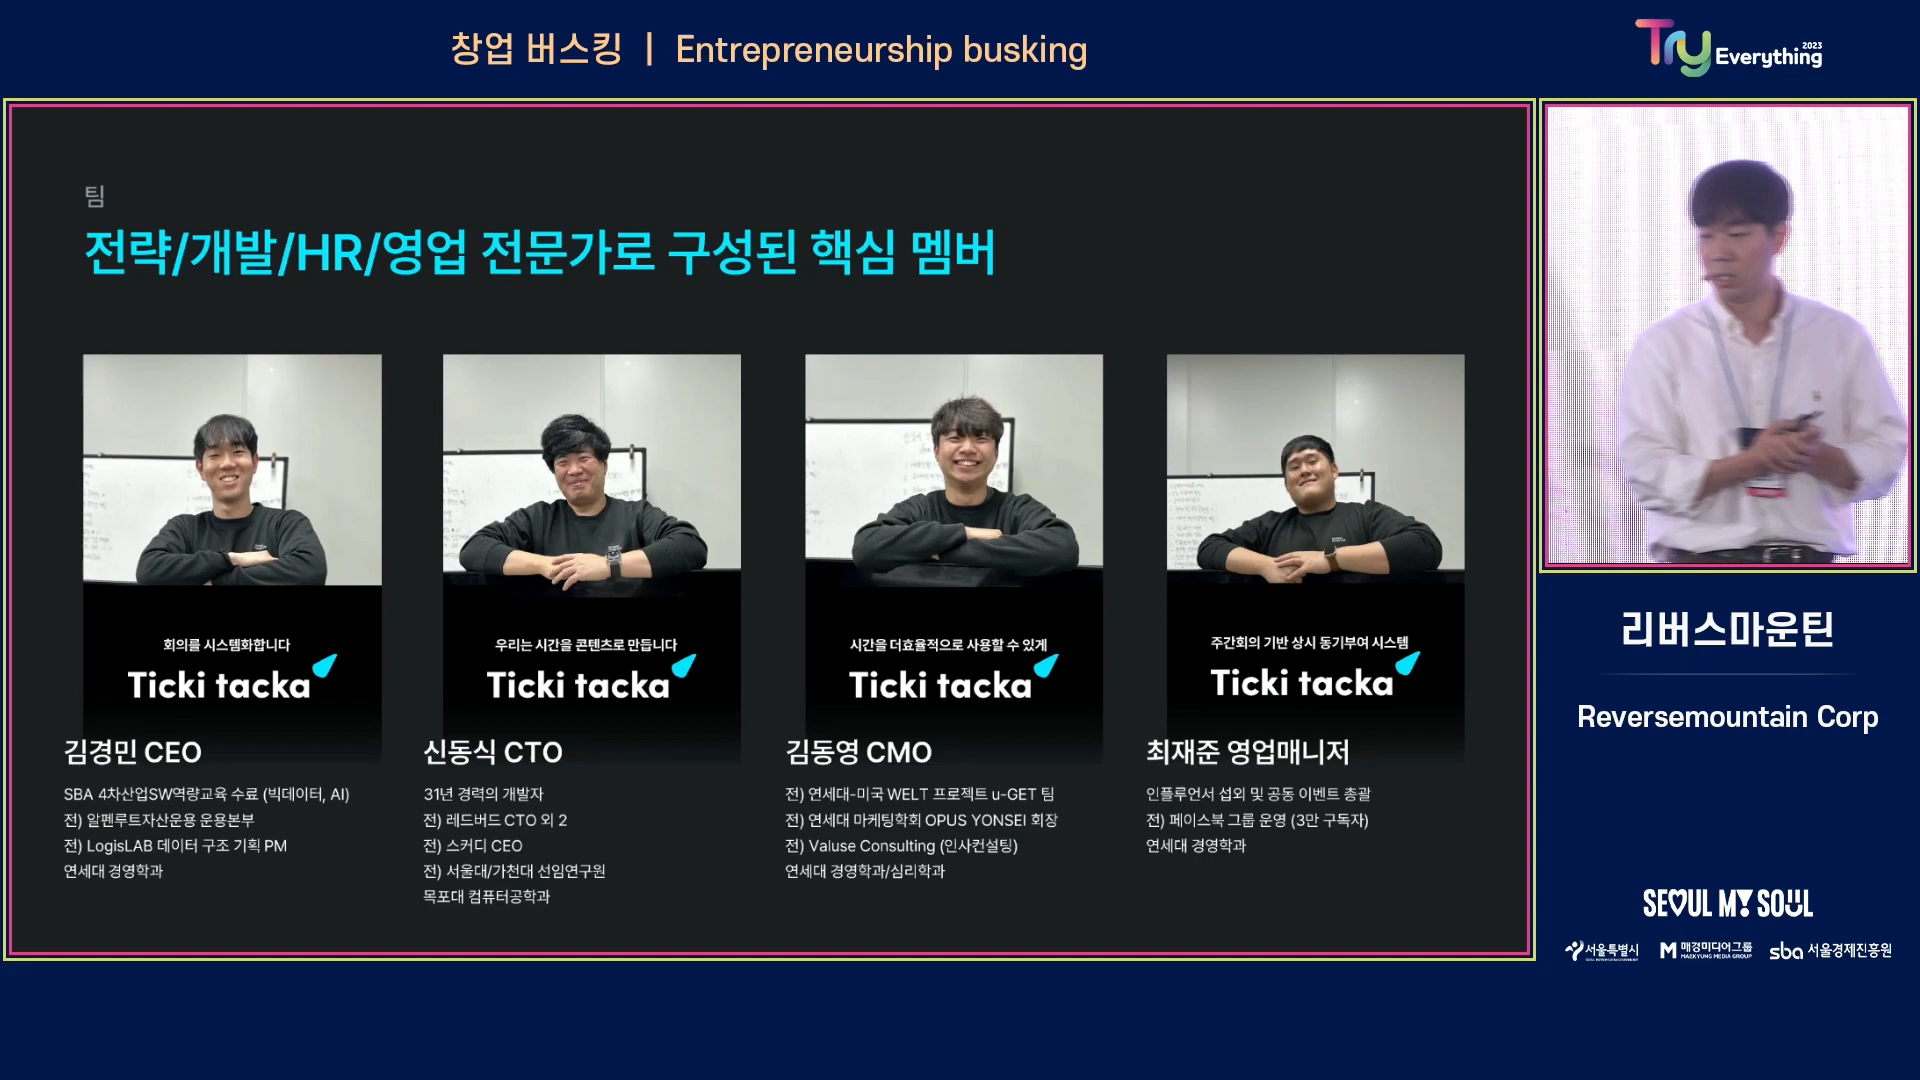 창업 버스킹 | Entrepreneurship busking
Try Everything 2023
팀
전략/개발/HR/영업 전문가로 구성된 핵심 멤버
회의를 시스템화합니다
Ticki tacka
우리는 시간을 콘텐츠로 만듭니다
Ticki tacka
시간을 더효율적으로 사용할 수 있게
Ticki tacka
주간회의 기반 상시 동기부여 시스템
Ticki tacka
김경민 CEO
SBA 4차산업SW역량교육 수료 (빅데이터, AI)
전) 알펜루트자산운용 운용본부
전) LogisLAB 데이터 구조 기획 PM
연세대 경영학과
신동식 CTO
31년 경력의 개발자
전) 레드버드 CTO 외 2
전) 스커디 CEO
전) 서울대/가천대 선임연구원
목포대 컴퓨터공학과
김동영 CMO
전) 연세대-미국 WELT 프로젝트 u-GET 팀
전) 연세대 마케팅학회 OPUS YONSEI 회장
전) Valuse Consulting (인사컨설팅)
연세대 경영학과/심리학과
최재준 영업매니저
인플루언서 섭외 및 공동 이벤트 총괄
전) 페이스북 그룹 운영 (3만 구독자)
연세대 경영학과
리버스마운틴
Reversemountain Corp
SEOUL MY SOUL
서울특별시
매경미디어그룹
MAEKYUNG MEDIA GROUP
sba 서울경제진흥원